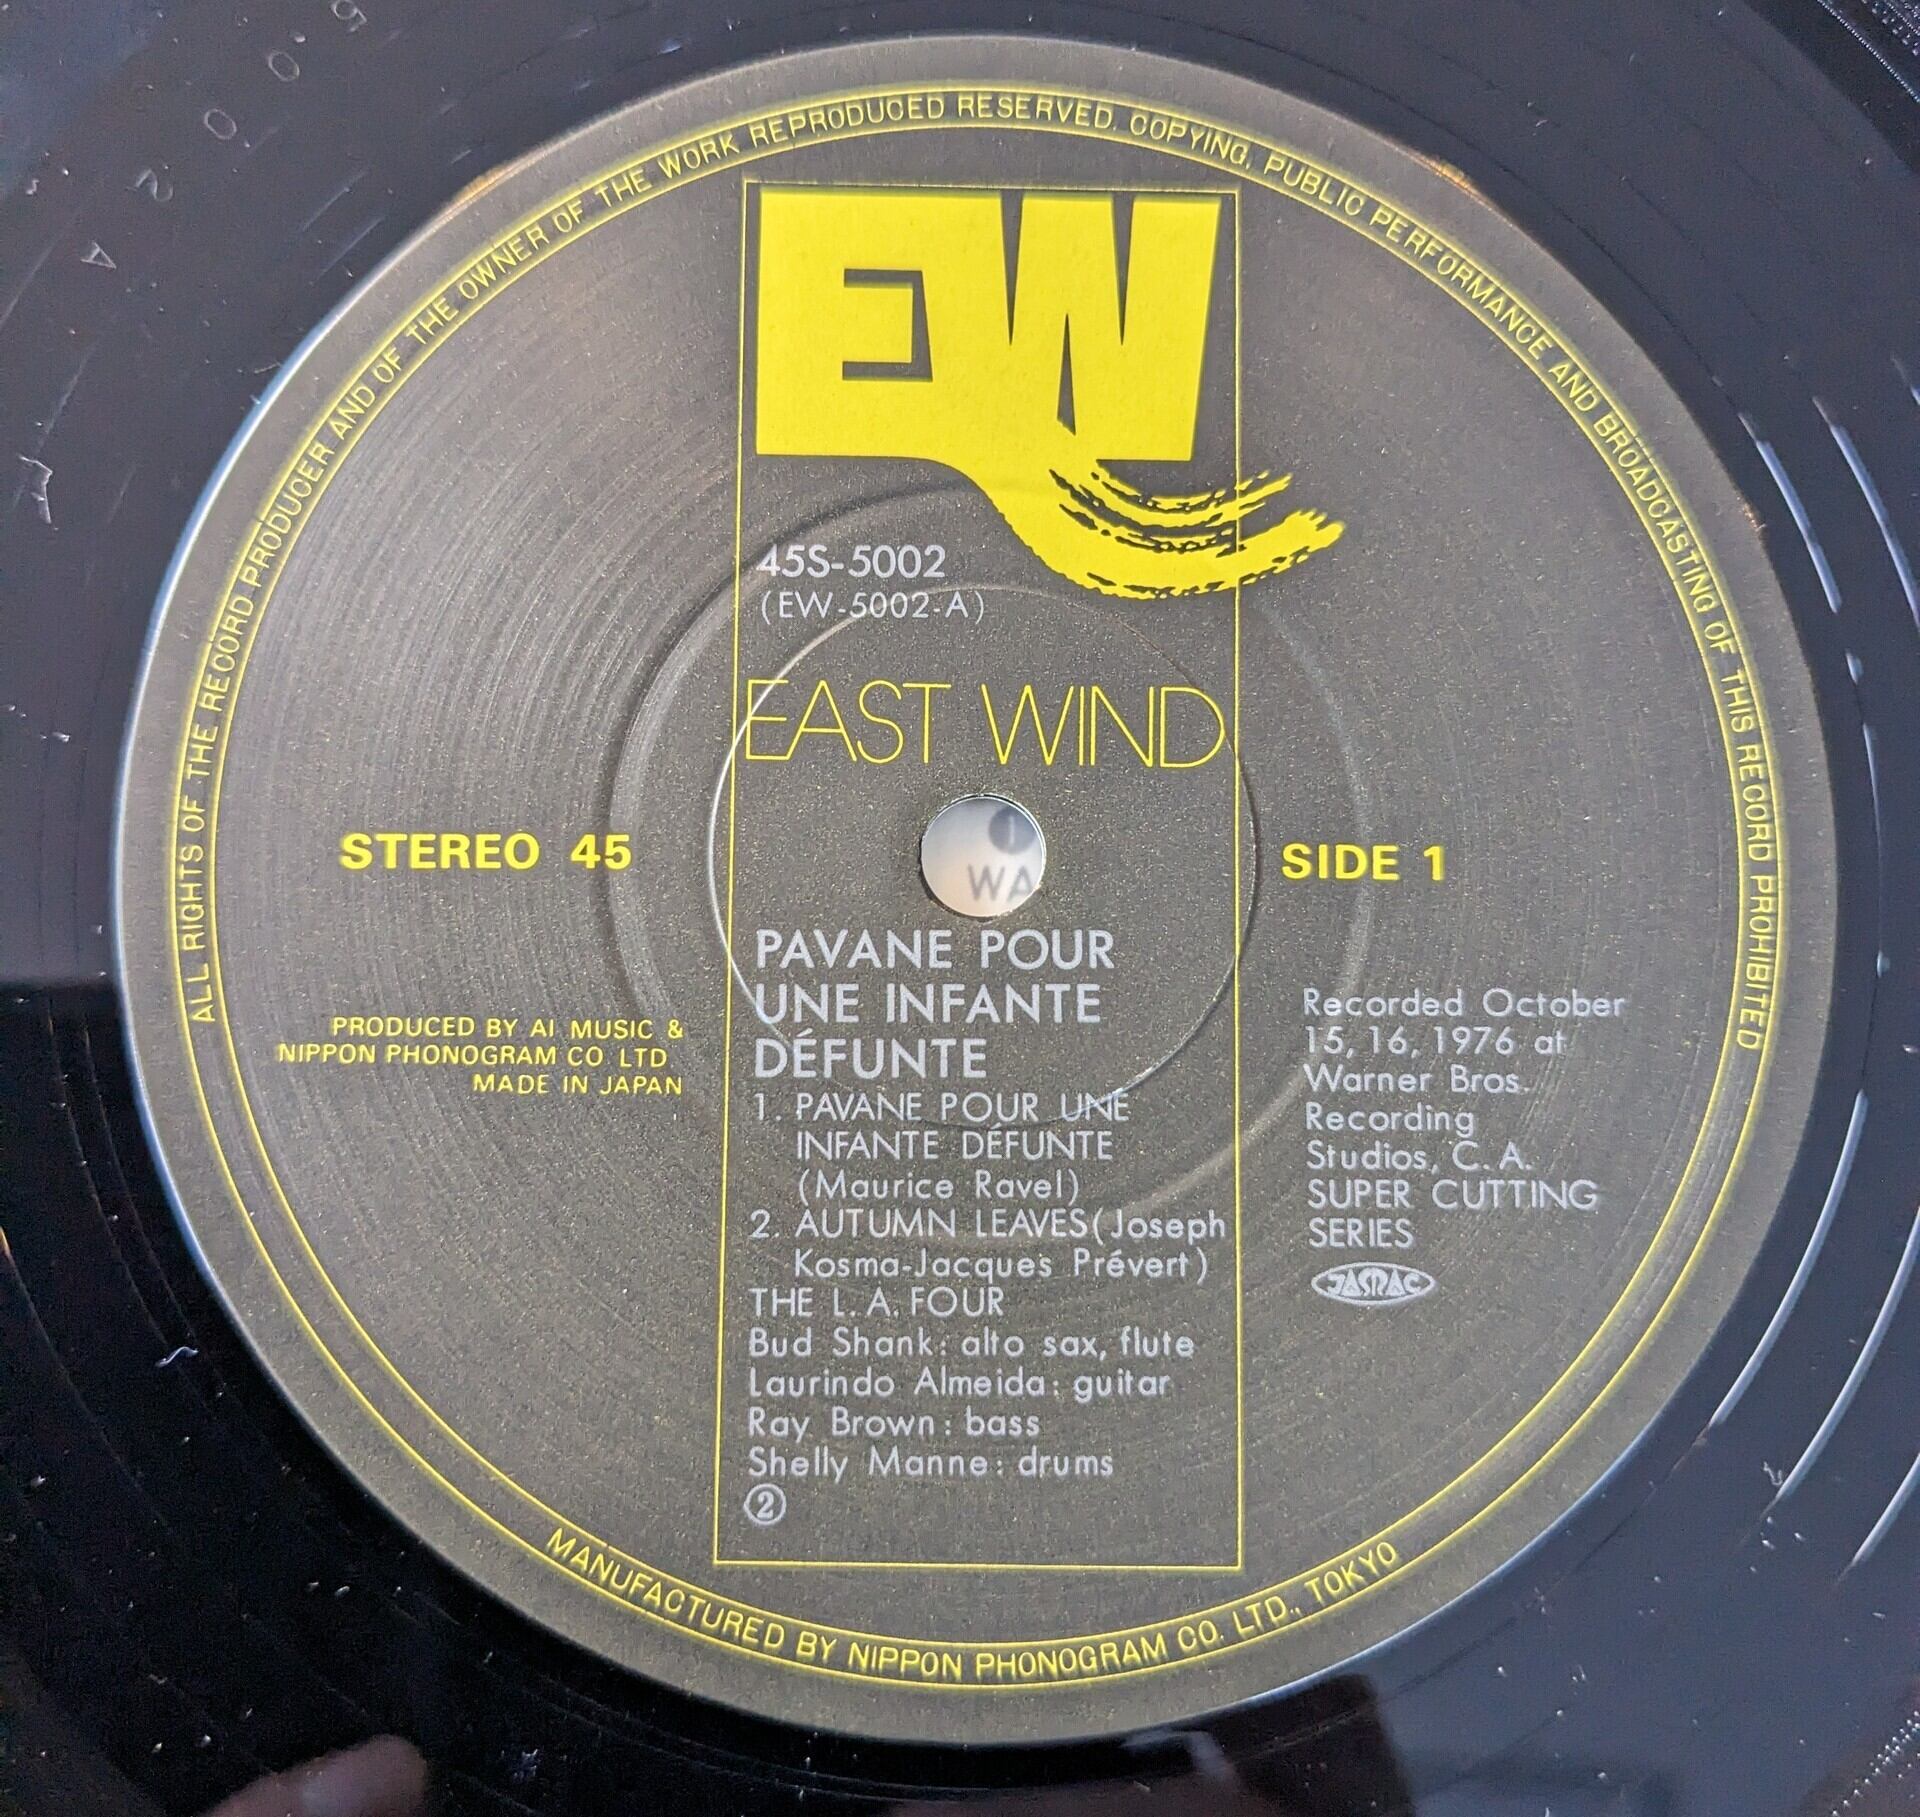 ALL RIGHTS OF THE RECORD PRODUCER AND OF THE OWNER OF THE WORK REPRODUCED RESERVED. COPYING, PUBLIC PERFORMANCE AND BROADCASTING OF THIS RECORD PROHIBITED
EW
45S-5002
(EW-5002-A)
EAST WIND
STEREO 45
SIDE 1
WA
PRODUCED BY AI MUSIC &
NIPPON PHONOGRAM CO LTD
MADE IN JAPAN
PAVANE POUR
UNE INFANTE
DÉFUNTE
1. PAVANE POUR UNE
INFANTE DÉFUNTE
(Maurice Ravel)
2. AUTUMN LEAVES(Joseph
Kosma-Jacques Prévert)
THE L.A.FOUR
Bud Shank: alto sax, flute
Laurindo Almeida: guitar
Ray Brown: bass
Shelly Manne: drums
②
Recorded October
15, 16, 1976 at
Warner Bros.
Recording
Studios, C.A.
SUPER CUTTING
SERIES
JASRAC
MANUFACTURED BY NIPPON PHONOGRAM CO. LTD., TOKYO